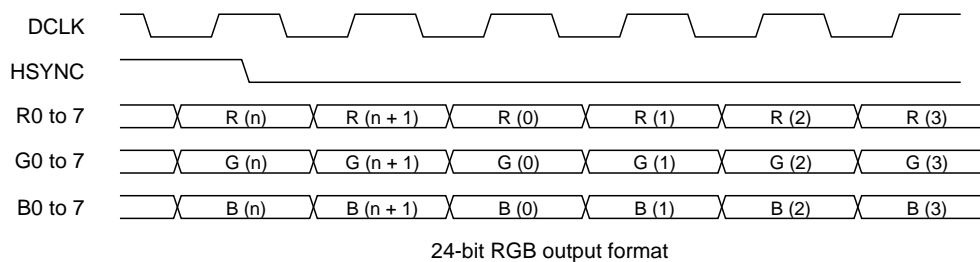 DCLK
HSYNC
R0 to 7 R (n) R (n + 1) R (0) R (1) R (2) R (3)
G0 to 7 G (n) G (n + 1) G (0) G (1) G (2) G (3)
B0 to 7 B (n) B (n + 1) B (0) B (1) B (2) B (3)
24-bit RGB output format